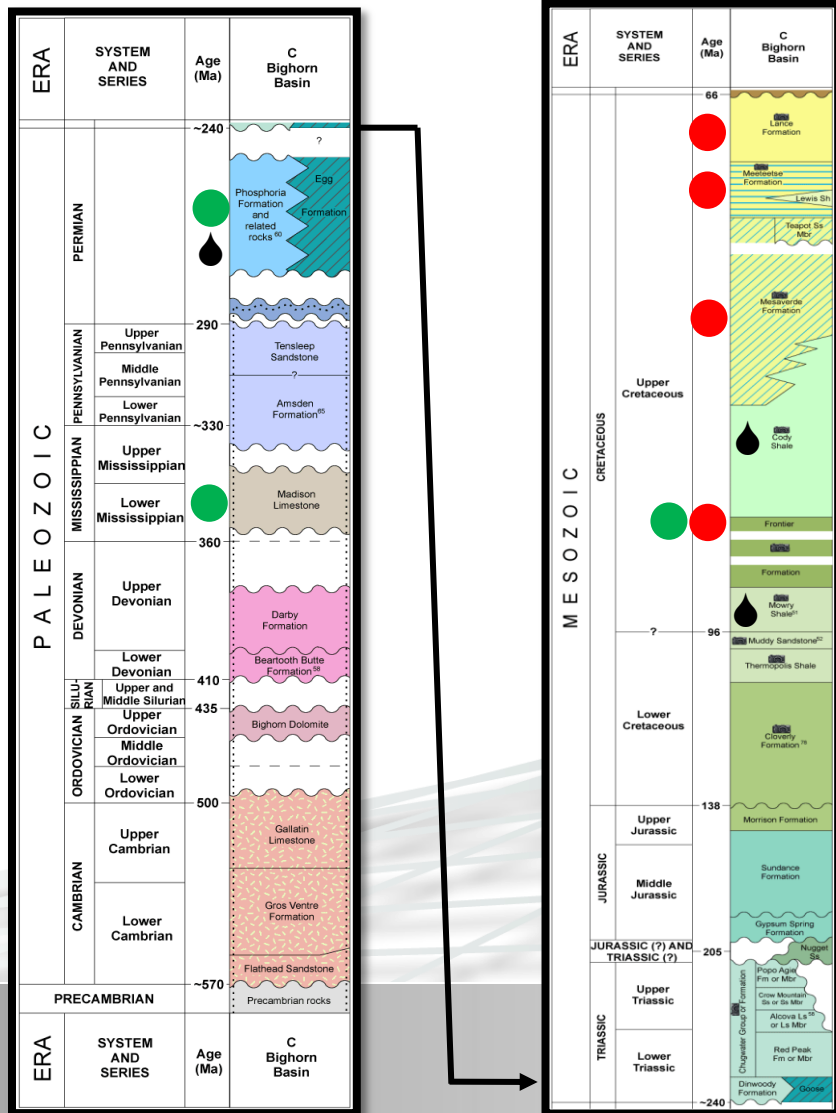 ERA
SYSTEM
AND
SERIES
Age
(Ma)
C
Bighorn
Basin
PALEOZOIC
PERMIAN
~240
?
Phosphoria
Formation
and
related
rocks 60
Egg
Formation
290
PENNSYLVANIAN
Upper
Pennsylvanian
Middle
Pennsylvanian
Lower
Pennsylvanian
Tensleep
Sandstone
?
Amsden
Formation65
~330
MISSISSIPPIAN
Upper
Mississippian
Lower
Mississippian
Madison
Limestone
360
DEVONIAN
Upper
Devonian
Lower
Devonian
Darby
Formation
Beartooth Butte
Formation 58
410
SILU-
RIAN
Upper and
Middle Silurian
435
ORDOVICIAN
Upper
Ordovician
Middle
Ordovician
Lower
Ordovician
Bighorn Dolomite
500
CAMBRIAN
Upper
Cambrian
Lower
Cambrian
Gallatin
Limestone
Gros Ventre
Formation
Flathead Sandstone
~570
PRECAMBRIAN
Precambrian rocks
ERA
SYSTEM
AND
SERIES
Age
(Ma)
C
Bighorn
Basin
ERA
SYSTEM
AND
SERIES
Age
(Ma)
C
Bighorn
Basin
MESOZOIC
66
CRETACEOUS
Upper
Cretaceous
Lance
Formation
Meeteetse
Formation
Lewis Sh
Teapot Ss
Mbr
Mesaverde
Formation
Cody
Shale
Frontier
Formation
Mowry
Shale
?
96
Muddy Sandstone
Thermopolis Shale
Lower
Cretaceous
Cloverly
Formation
138
JURASSIC
Upper
Jurassic
Middle
Jurassic
Morrison Formation
Sundance
Formation
Gypsum Spring
Formation
JURASSIC (?) AND
TRIASSIC (?)
205
Nugget
Ss
TRIASSIC
Upper
Triassic
Lower
Triassic
Chugwater Group or Formation
Popo Agie
Fm or Mbr
Crow Mountain
Ss or Ss Mbr
Alcova Ls
or Ls Mbr
Red Peak
Fm or Mbr
Dinwoody
Formation
Goose
~240